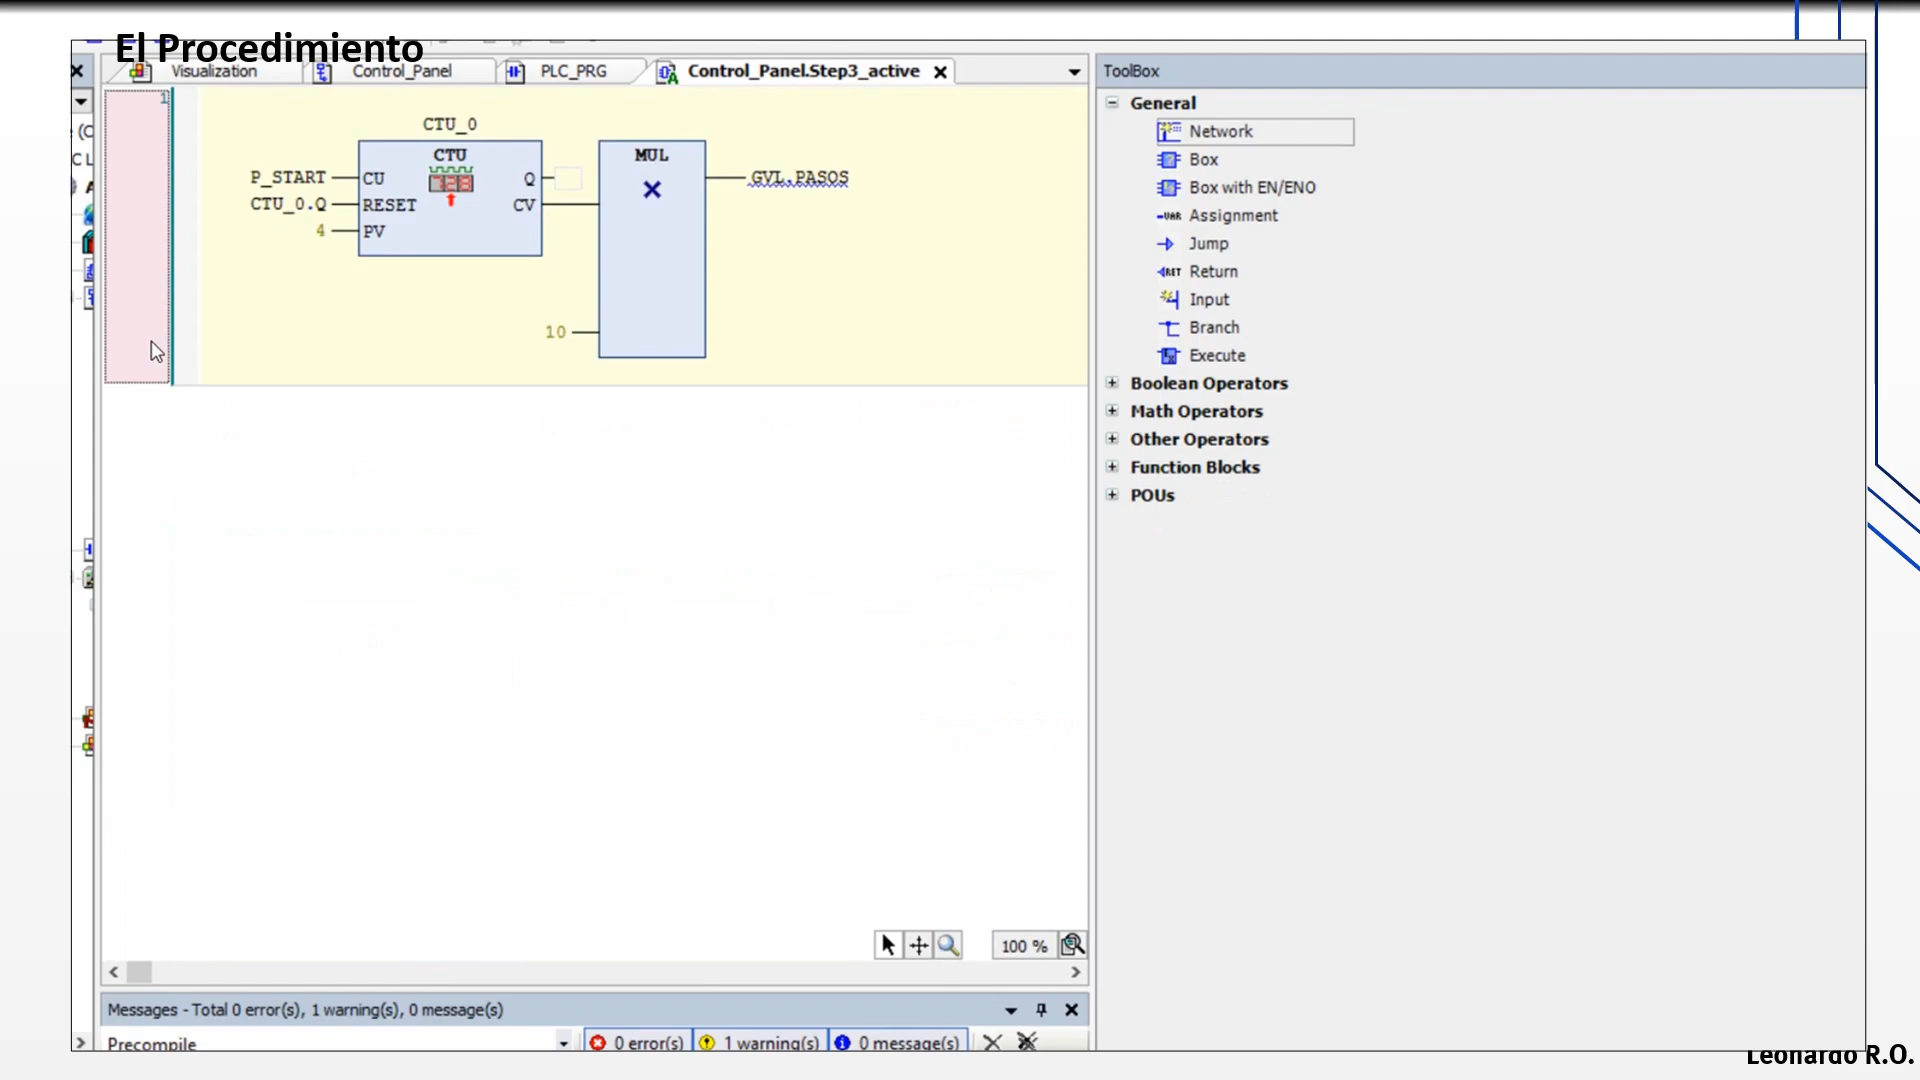 El Procedimiento
Visualization
Control_Panel
PLC_PRG
Control_Panel.Step3_active
ToolBox
1
CTU_0
CTU
P_START
CU
Q
CTU_0.Q
RESET
CV
4
PV
MUL
GVL.PASOS
10
General
Network
Box
Box with EN/ENO
Assignment
Jump
Return
Input
Branch
Execute
Boolean Operators
Math Operators
Other Operators
Function Blocks
POUs
100 %
Messages - Total 0 error(s), 1 warning(s), 0 message(s)
Precompile
0 error(s)
1 warning(s)
0 message(s)
Leonardo R.O.